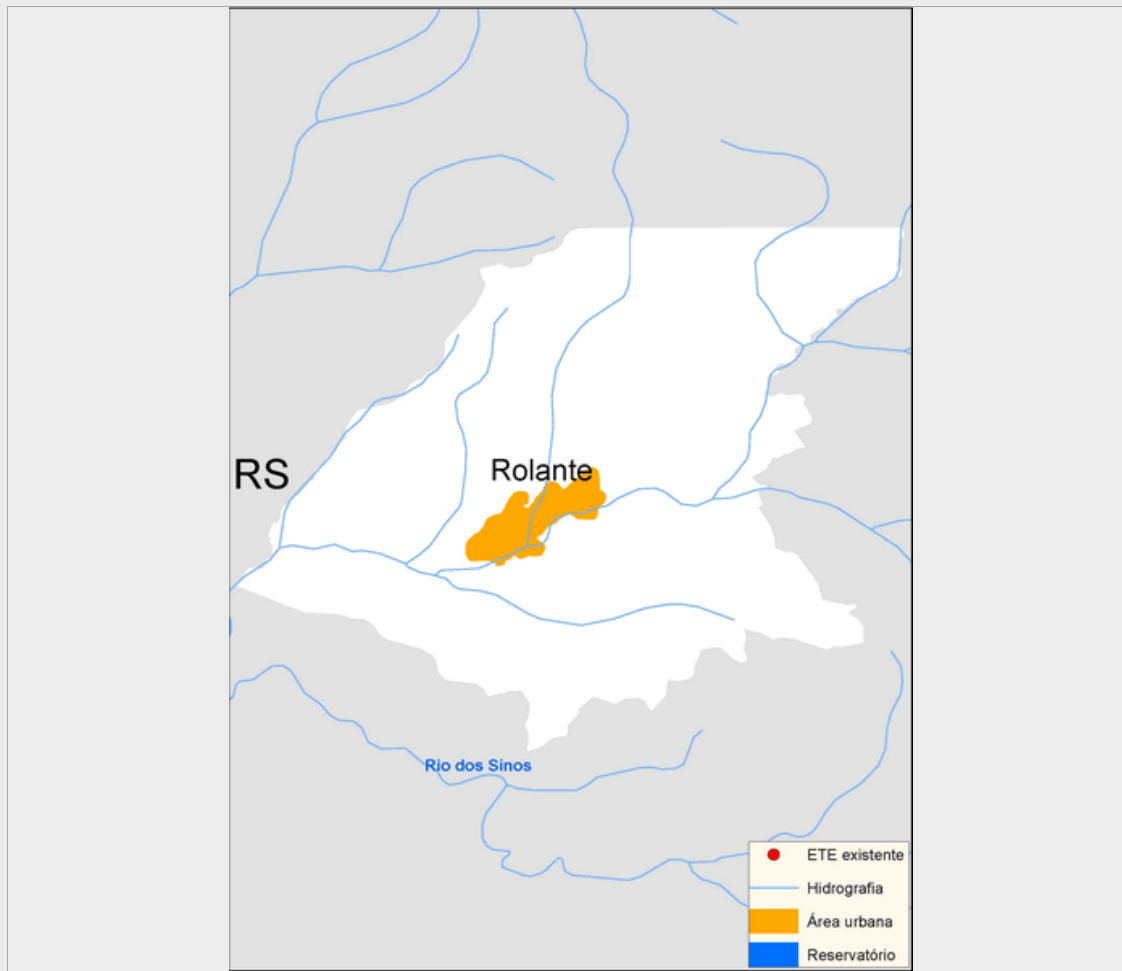 RS
Rolante
Rio dos Sinos
ETE existente
Hidrografia
Área urbana
Reservatório